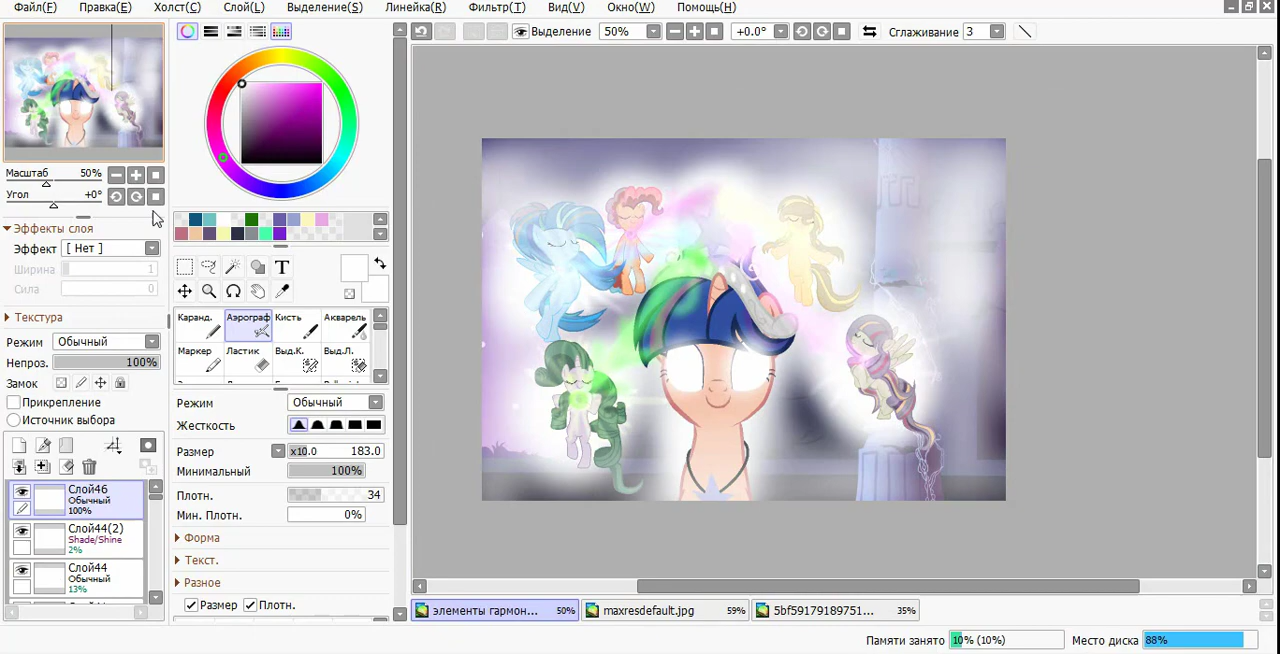 Файл(F) Правка(E) Холст(C) Слой(L) Выделение(S) Линейка(R) Фильтр(T) Вид(V) Окно(W) Помощь(H)
Выделение 50% +0.0° Сглаживание 3
Масштаб 50%
Угол +0°
Эффекты слоя
Эффект [ Нет ]
Ширина 1
Сила 0
Текстура
Режим Обычный
Непроз. 100%
Замок
Прикрепление
Источник выбора
Слой46
Обычный
100%
Слой44(2)
Shade/Shine
2%
Слой44
Обычный
13%
T
Каранд. Аэрограф Кисть Акварель
Маркер Ластик Выд.К. Выд.Л.
Режим Обычный
Жесткость
Размер x10.0 183.0
Минимальный 100%
Плотн. 34
Мин. Плотн. 0%
Форма
Текст.
Разное
Размер Плотн.
элементы гармон... 50% maxresdefault.jpg 59% 5bf59179189751... 35%
Памяти занято 10% (10%) Место диска 88%